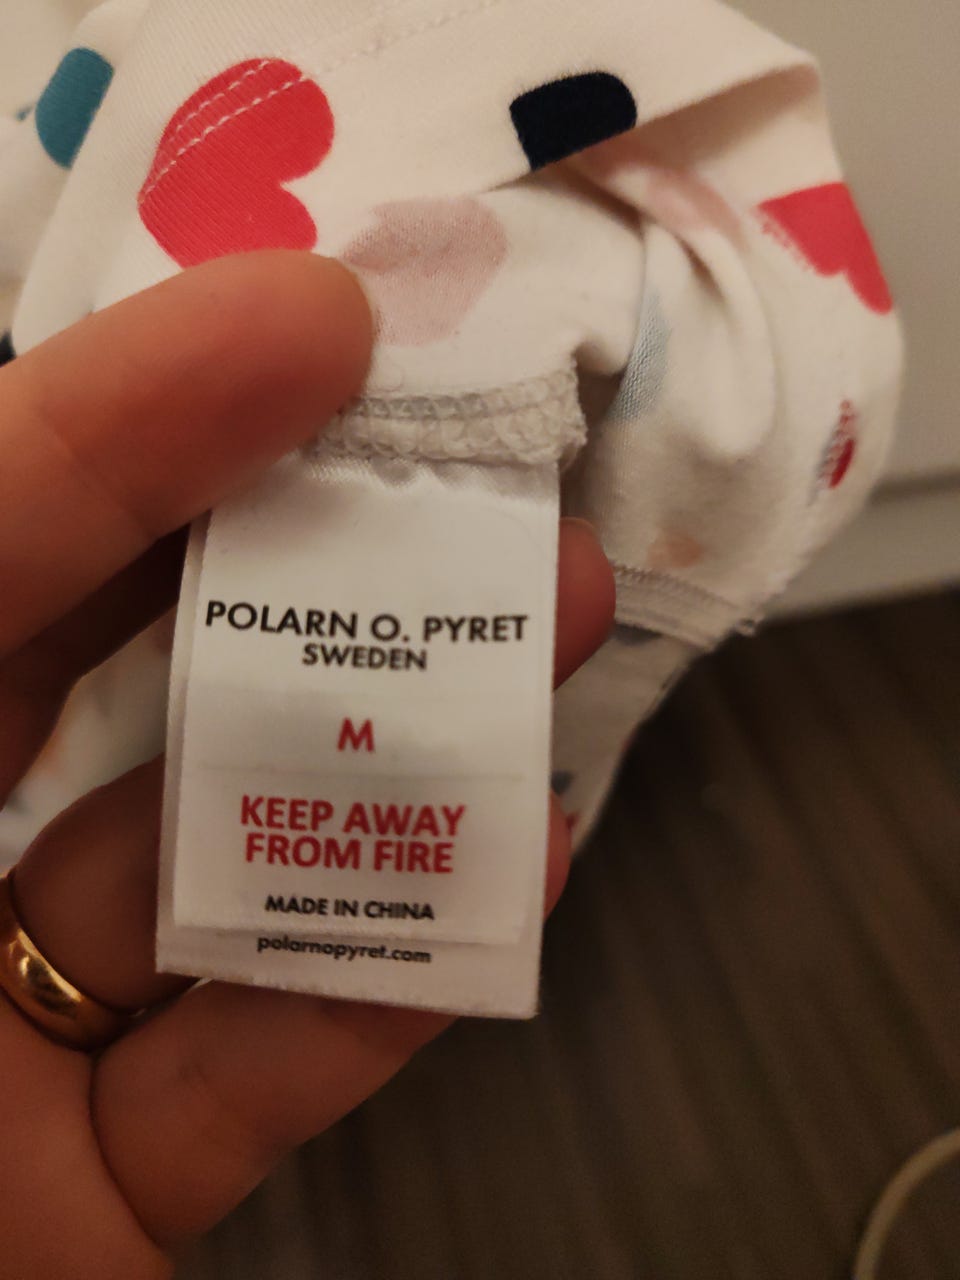 POLARN O. PYRET
SWEDEN
M
KEEP AWAY
FROM FIRE
MADE IN CHINA
polarnopyret.com